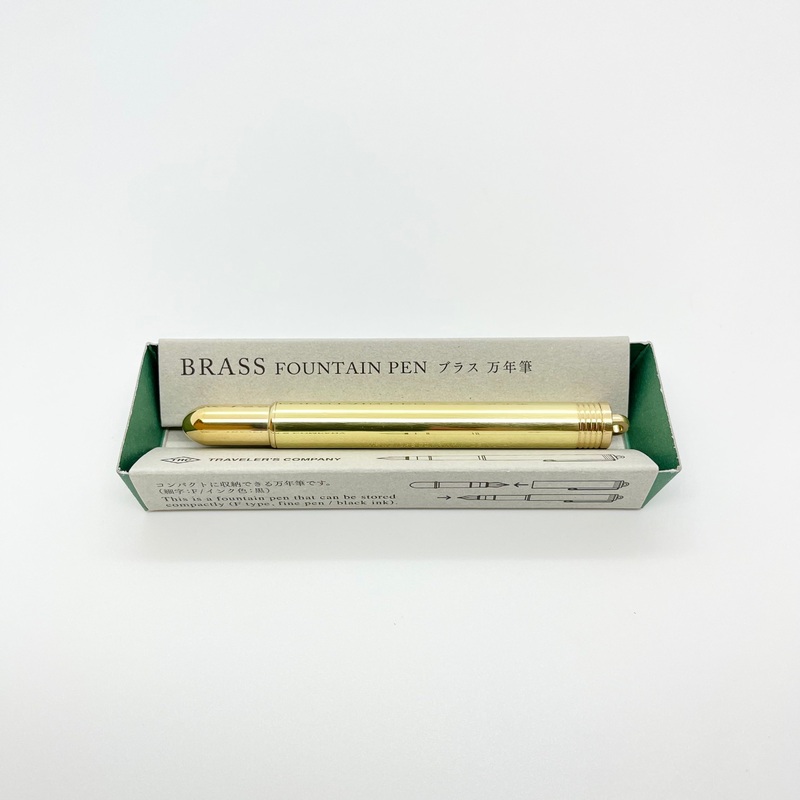 BRASS FOUNTAIN PEN ブラス 万年筆
TRC TRAVELER'S COMPANY
コンパクトに収納できる万年筆です。
(細字:F/インク色:黒)
This is a fountain pen that can be stored
compactly (F type, fine pen / black ink).